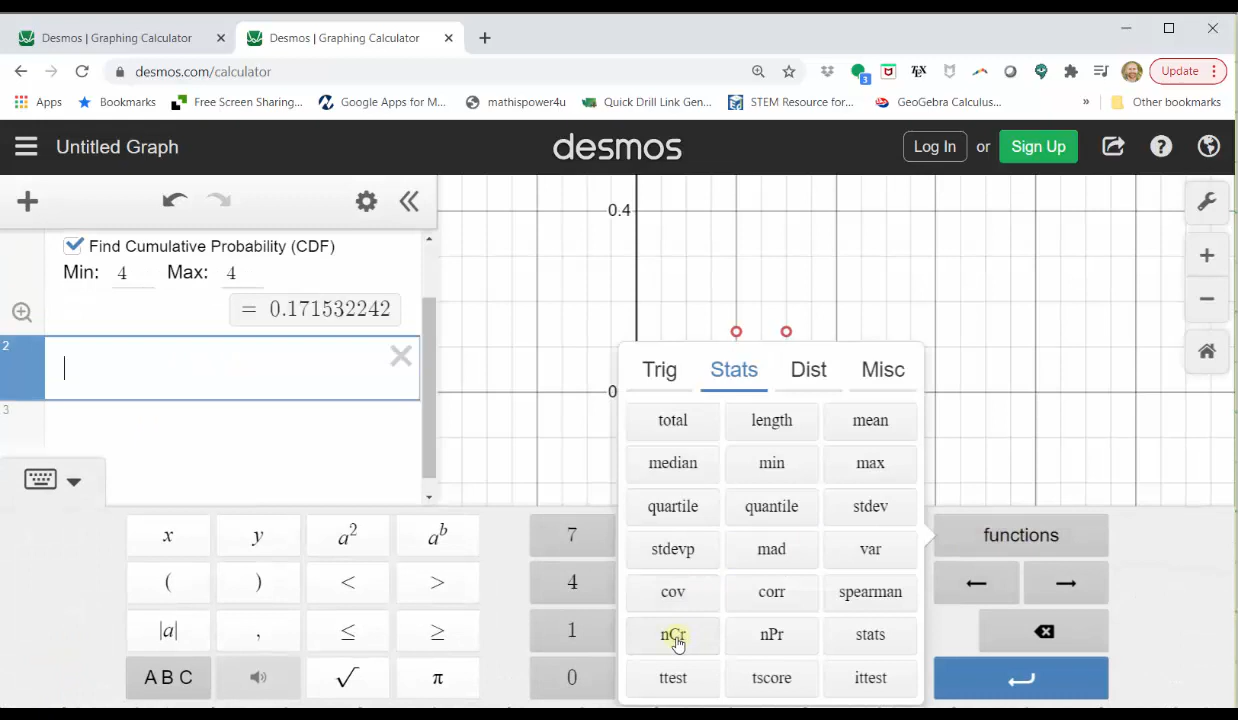 Desmos | Graphing Calculator
Desmos | Graphing Calculator
desmos.com/calculator
3
TEX
Update
Apps
Bookmarks
Free Screen Sharing...
Google Apps for M...
mathispower4u
Quick Drill Link Gen...
STEM Resource for...
GeoGebra Calculus...
»
Other bookmarks
Untitled Graph
desmos
Log In or Sign Up
Find Cumulative Probability (CDF)
Min: 4 Max: 4
= 0.171532242
2
3
0.4
0
Trig Stats Dist Misc
total length mean
median min max
quartile quantile stdev
stdevp mad var
cov corr spearman
nCr nPr stats
ttest tscore ittest
x y a² aᵇ 7 functions
( ) < > 4 ← →
|a| , ≤ ≥ 1
A B C √ π 0